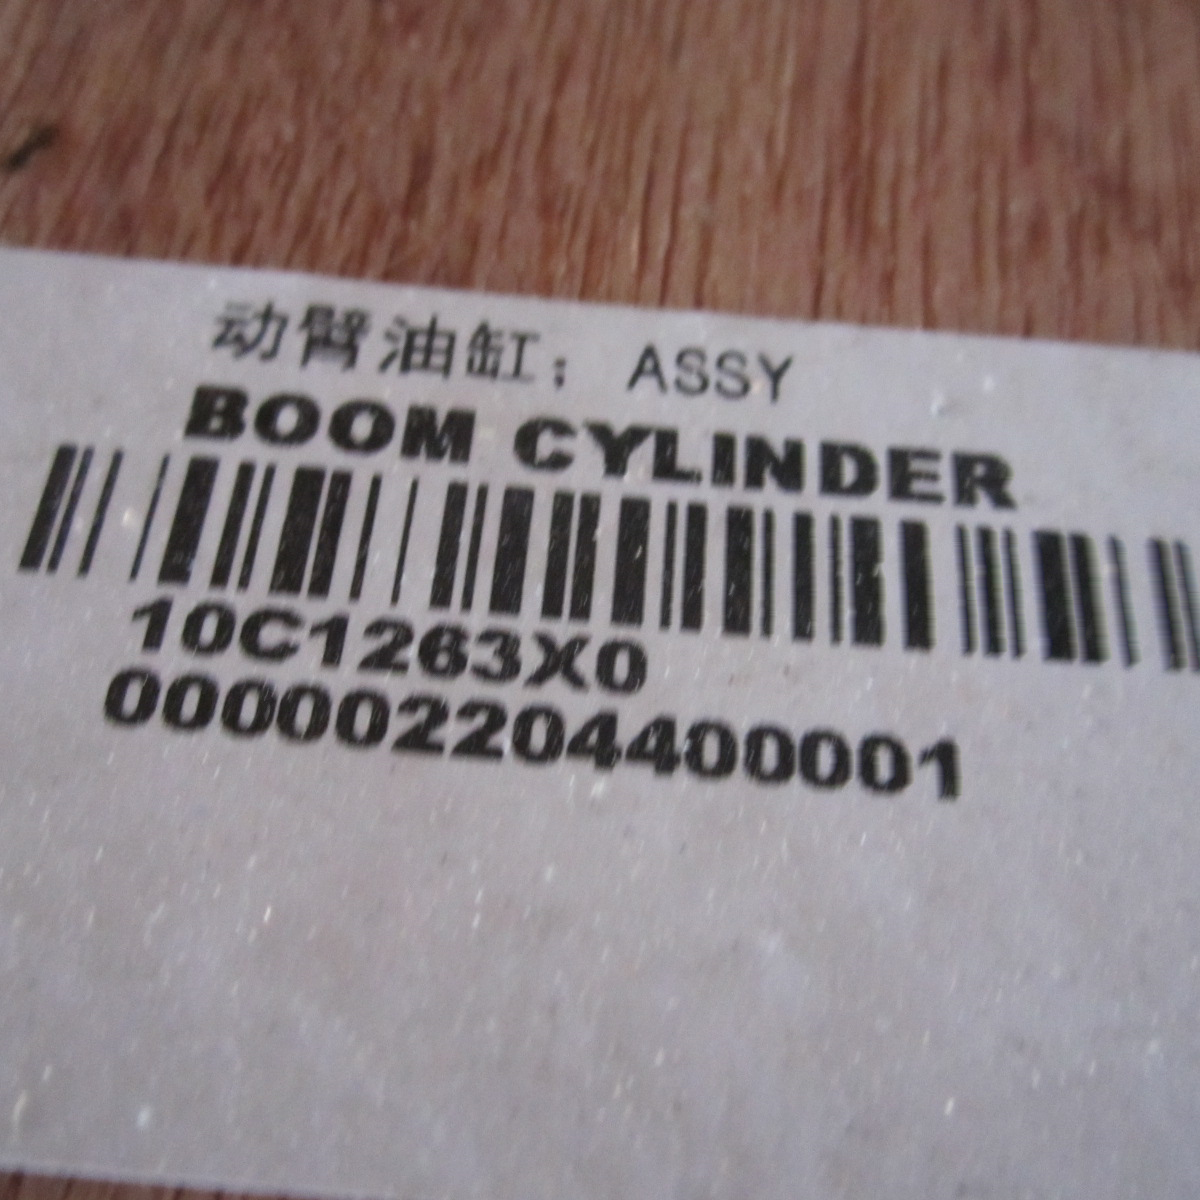 动臂油缸；ASSY
BOOM CYLINDER
10C1263X0
000002204400001